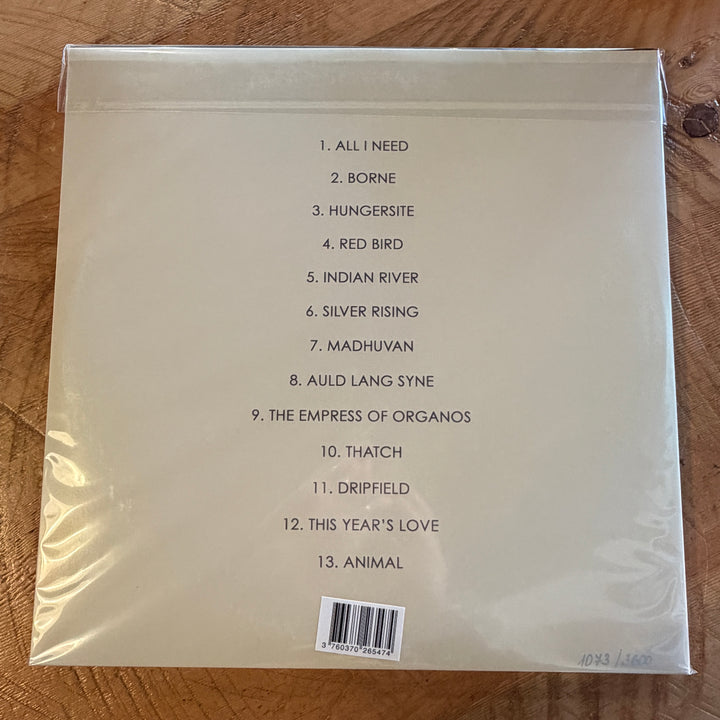 1. ALL I NEED
2. BORNE
3. HUNGERSITE
4. RED BIRD
5. INDIAN RIVER
6. SILVER RISING
7. MADHUVAN
8. AULD LANG SYNE
9. THE EMPRESS OF ORGANOS
10. THATCH
11. DRIPFIELD
12. THIS YEAR'S LOVE
13. ANIMAL
3 760370 265474
1073 / 3600